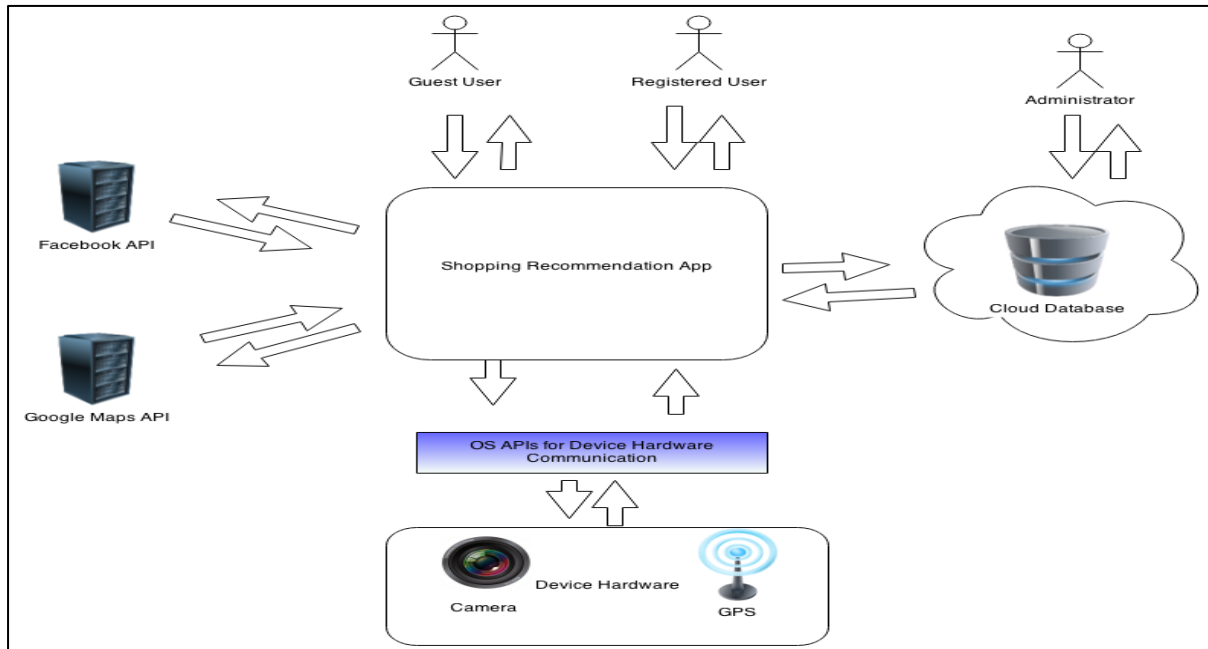 Guest User
Registered User
Administrator
Facebook API
Shopping Recommendation App
Cloud Database
Google Maps API
OS APIs for Device Hardware
Communication
Device Hardware
Camera
GPS